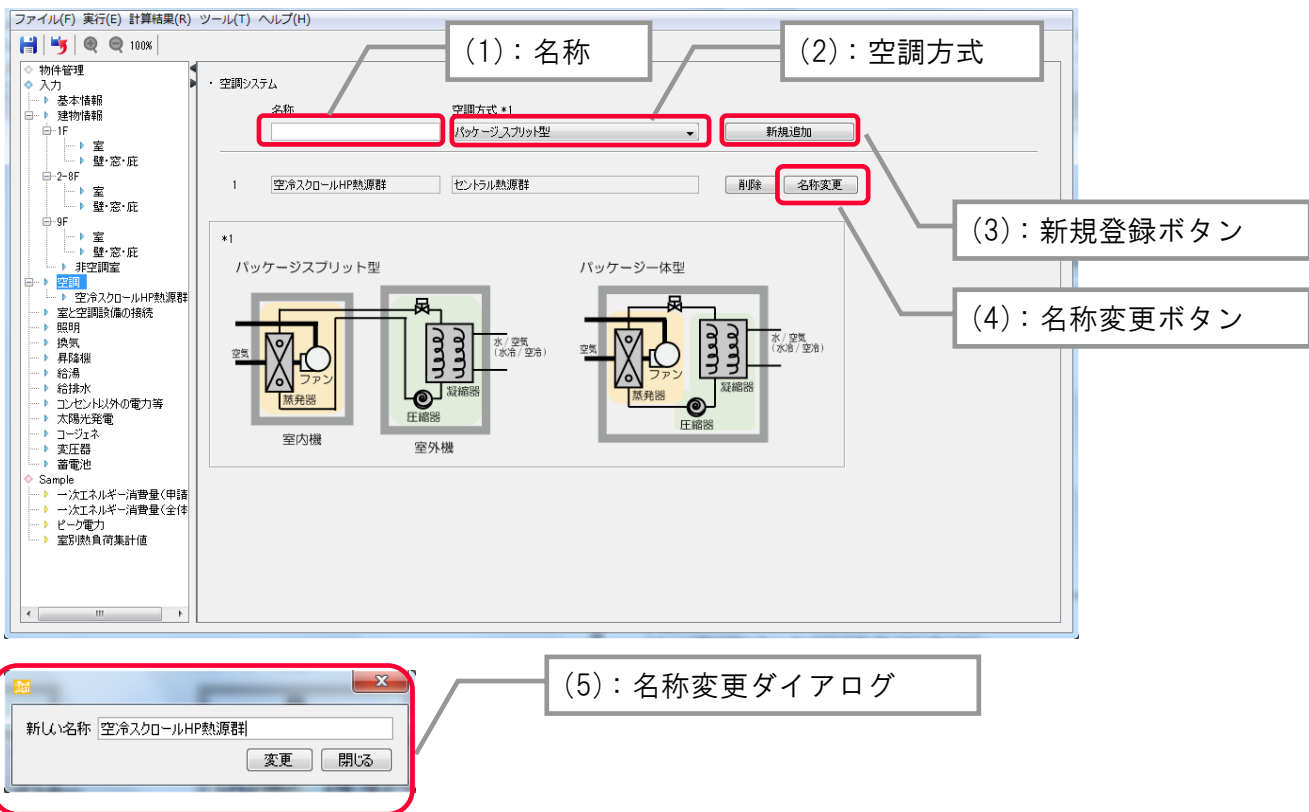 ファイル(F) 実行(E) 計算結果(R) ツール(T) ヘルプ(H)
100%
(1)：名称
(2)：空調方式
物件管理
入力
基本情報
建物情報
1F
室
壁・窓・庇
2-8F
室
壁・窓・庇
9F
室
壁・窓・庇
非空調室
空調
空冷スクロールHP熱源群
室と空調設備の接続
照明
換気
昇降機
給湯
給排水
コンセント以外の電力等
太陽光発電
コージェネ
変圧器
蓄電池
Sample
一次エネルギー消費量(申請
一次エネルギー消費量(全体
ピーク電力
室別熱負荷集計値
・空調システム
名称 空調方式 *1
パッケージ_スプリット型 新規追加
1 空冷スクロールHP熱源群 セントラル熱源群 削除 名称変更
(3)：新規登録ボタン
(4)：名称変更ボタン
*1
パッケージスプリット型
空気
ファン
蒸発器
室内機
水/空気
(水冷/空冷)
凝縮器
圧縮器
室外機
パッケージ一体型
空気
ファン
蒸発器
水/空気
(水冷/空冷)
凝縮器
圧縮器
(5)：名称変更ダイアログ
新しい名称 空冷スクロールHP熱源群
変更 閉じる